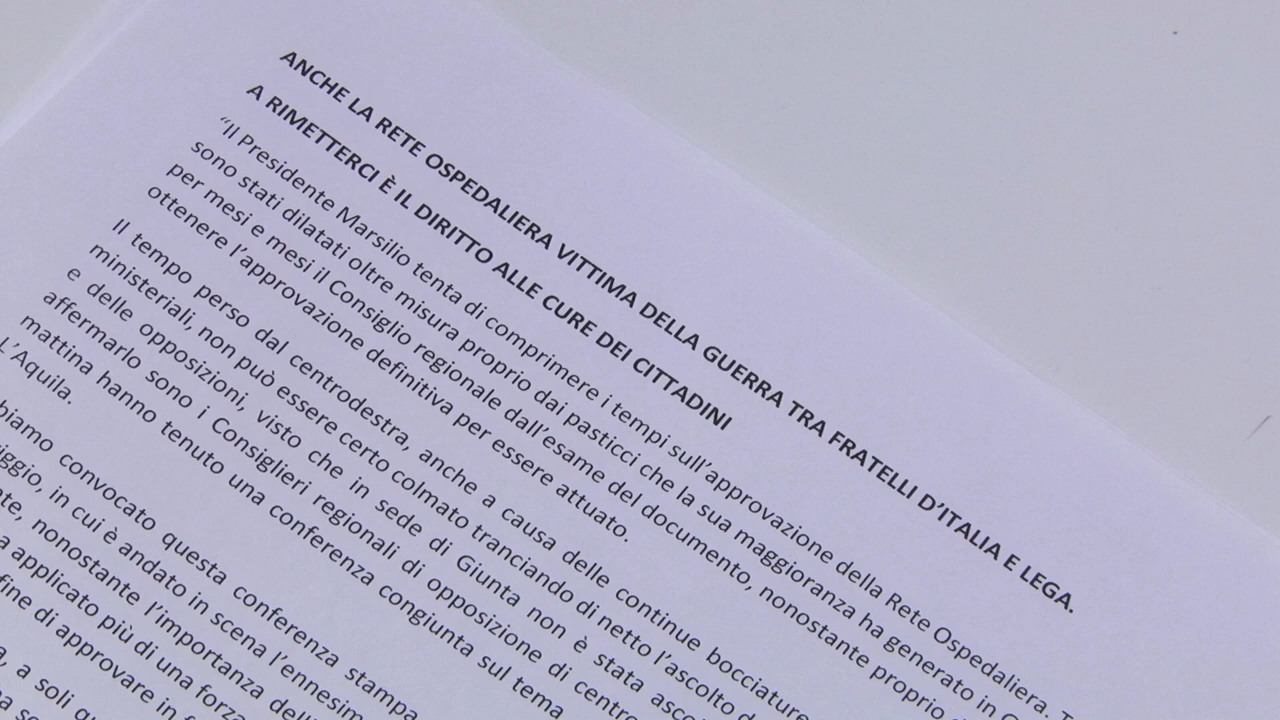 ANCHE LA RETE OSPEDALIERA VITTIMA DELLA GUERRA TRA FRATELLI D'ITALIA E LEGA.
A RIMETTERCI È IL DIRITTO ALLE CURE DEI CITTADINI
“Il Presidente Marsilio tenta di comprimere i tempi sull'approvazione della Rete Ospedaliera.
sono stati dilatati oltre misura proprio dai pasticci che la sua maggioranza ha generato in
per mesi e mesi il Consiglio regionale dall'esame del documento, nonostante proprio
ottenere l'approvazione definitiva per essere attuato.
Il tempo perso dal centrodestra, anche a causa delle continue bocciature
ministeriali, non può essere certo colmato tranciando di netto l'ascolto
e delle opposizioni, visto che in sede di Giunta non è stata
affermarlo sono i Consiglieri regionali di opposizione di
mattina hanno tenuto una conferenza congiunta sul tema
L'Aquila.
convocato questa conferenza stampa
in cui è andato in scena
nonostante l'importanza
applicato più di una
fine di approvare in
a soli